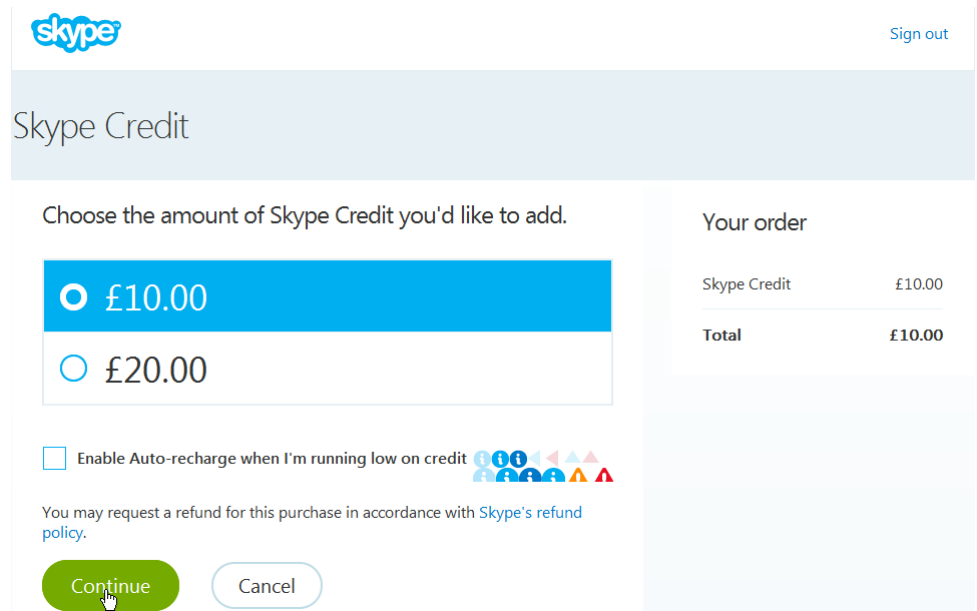 skype™
Sign out
Skype Credit
Choose the amount of Skype Credit you'd like to add.
£10.00
£20.00
Enable Auto-recharge when I'm running low on credit
You may request a refund for this purchase in accordance with Skype's refund
policy.
Continue
Cancel
Your order
Skype Credit £10.00
Total £10.00